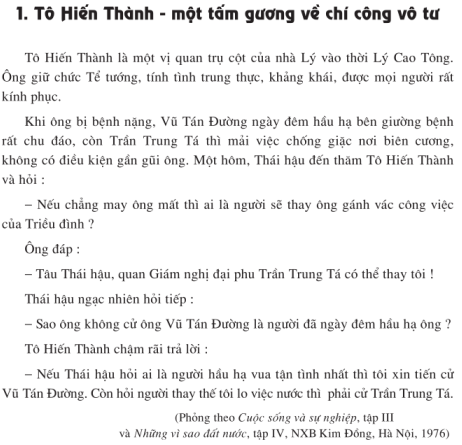 1. Tô Hiến Thành - một tấm gương về chí công vô tư
Tô Hiến Thành là một vị quan trụ cột của nhà Lý vào thời Lý Cao Tông.
Ông giữ chức Tể tướng, tính tình trung thực, khảng khái, được mọi người rất
kính phục.
Khi ông bị bệnh nặng, Vũ Tán Đường ngày đêm hầu hạ bên giường bệnh
rất chu đáo, còn Trần Trung Tá thì mải việc chống giặc nơi biên cương,
không có điều kiện gần gũi ông. Một hôm, Thái hậu đến thăm Tô Hiến Thành
và hỏi :
– Nếu chẳng may ông mất thì ai là người sẽ thay ông gánh vác công việc
của Triều đình ?
Ông đáp :
– Tâu Thái hậu, quan Giám nghị đại phu Trần Trung Tá có thể thay tôi !
Thái hậu ngạc nhiên hỏi tiếp :
– Sao ông không cử ông Vũ Tán Đường là người đã ngày đêm hầu hạ ông ?
Tô Hiến Thành chậm rãi trả lời :
– Nếu Thái hậu hỏi ai là người hầu hạ vua tận tình nhất thì tôi xin tiến cử
Vũ Tán Đường. Còn hỏi người thay thế tôi lo việc nước thì phải cử Trần Trung Tá.
(Phỏng theo Cuộc sống và sự nghiệp, tập III
và Những vì sao đất nước, tập IV, NXB Kim Đồng, Hà Nội, 1976)